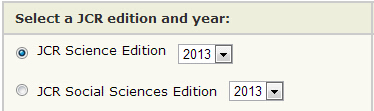 Select a JCR edition and year:
JCR Science Edition 2013
JCR Social Sciences Edition 2013